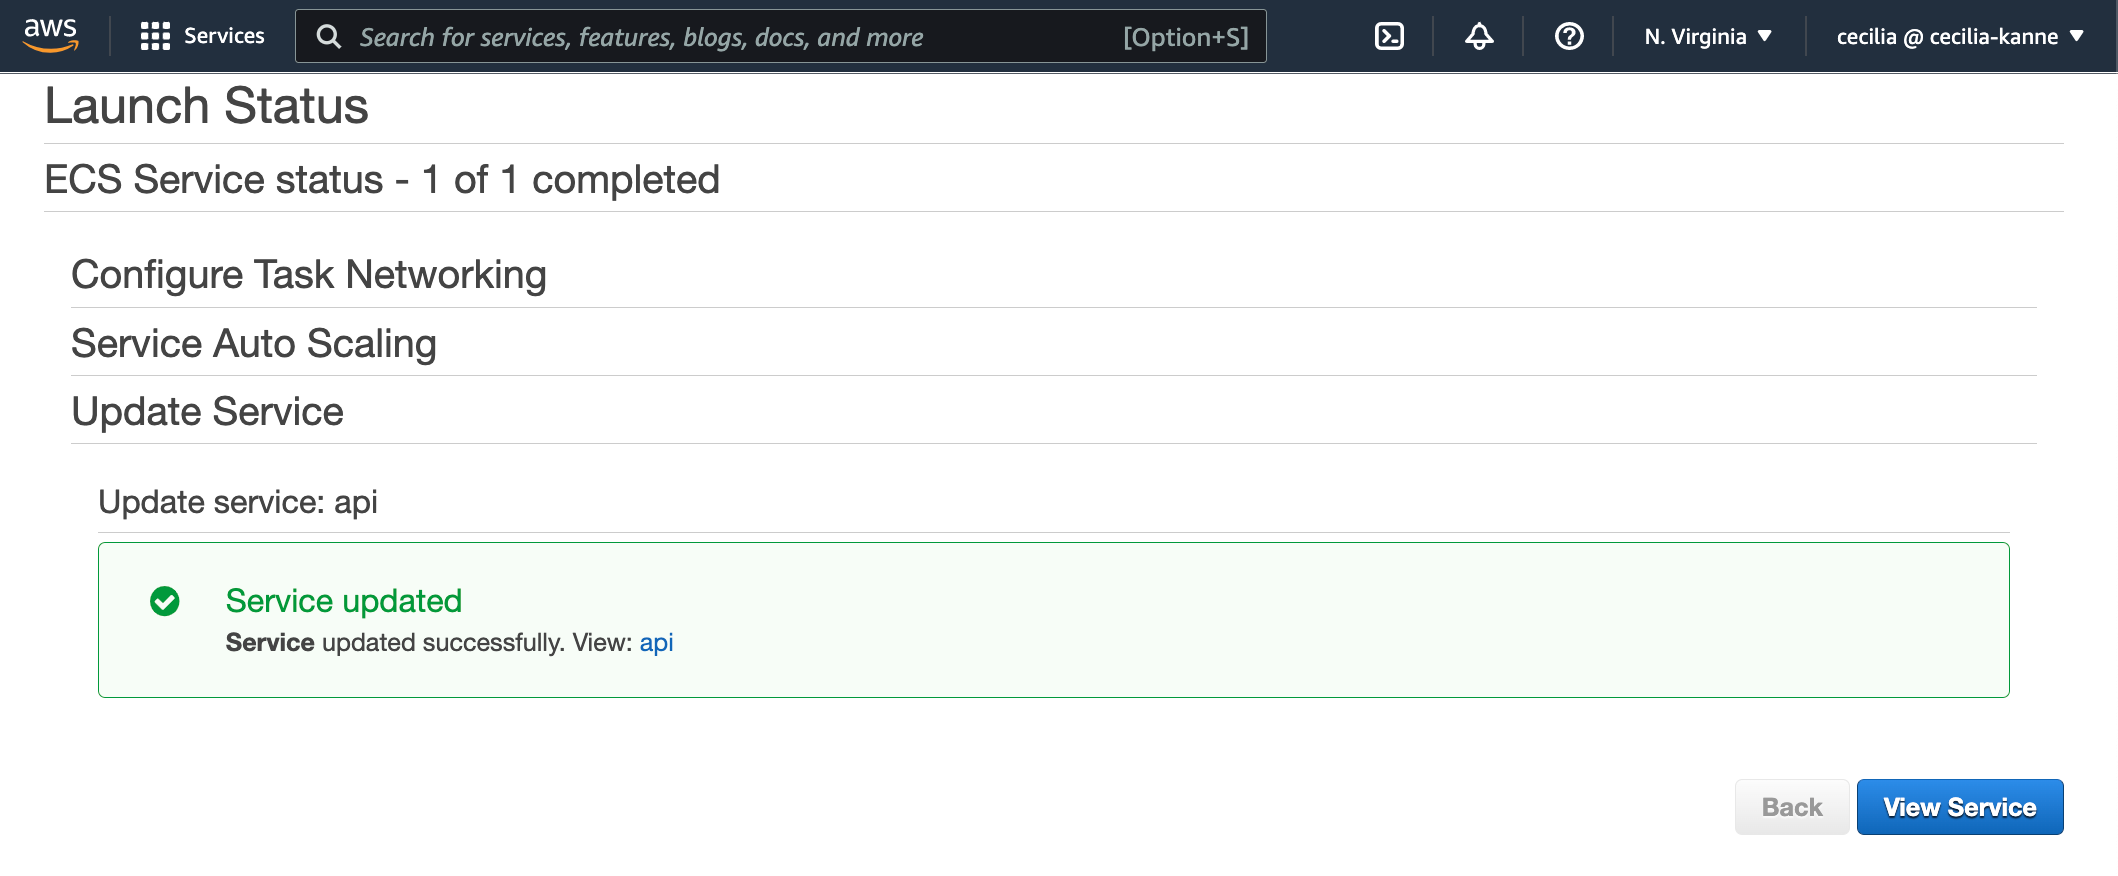 aws
Services
Search for services, features, blogs, docs, and more [Option+S]
N. Virginia
cecilia @ cecilia-kanne
Launch Status
ECS Service status - 1 of 1 completed
Configure Task Networking
Service Auto Scaling
Update Service
Update service: api
Service updated
Service updated successfully. View: api
Back
View Service